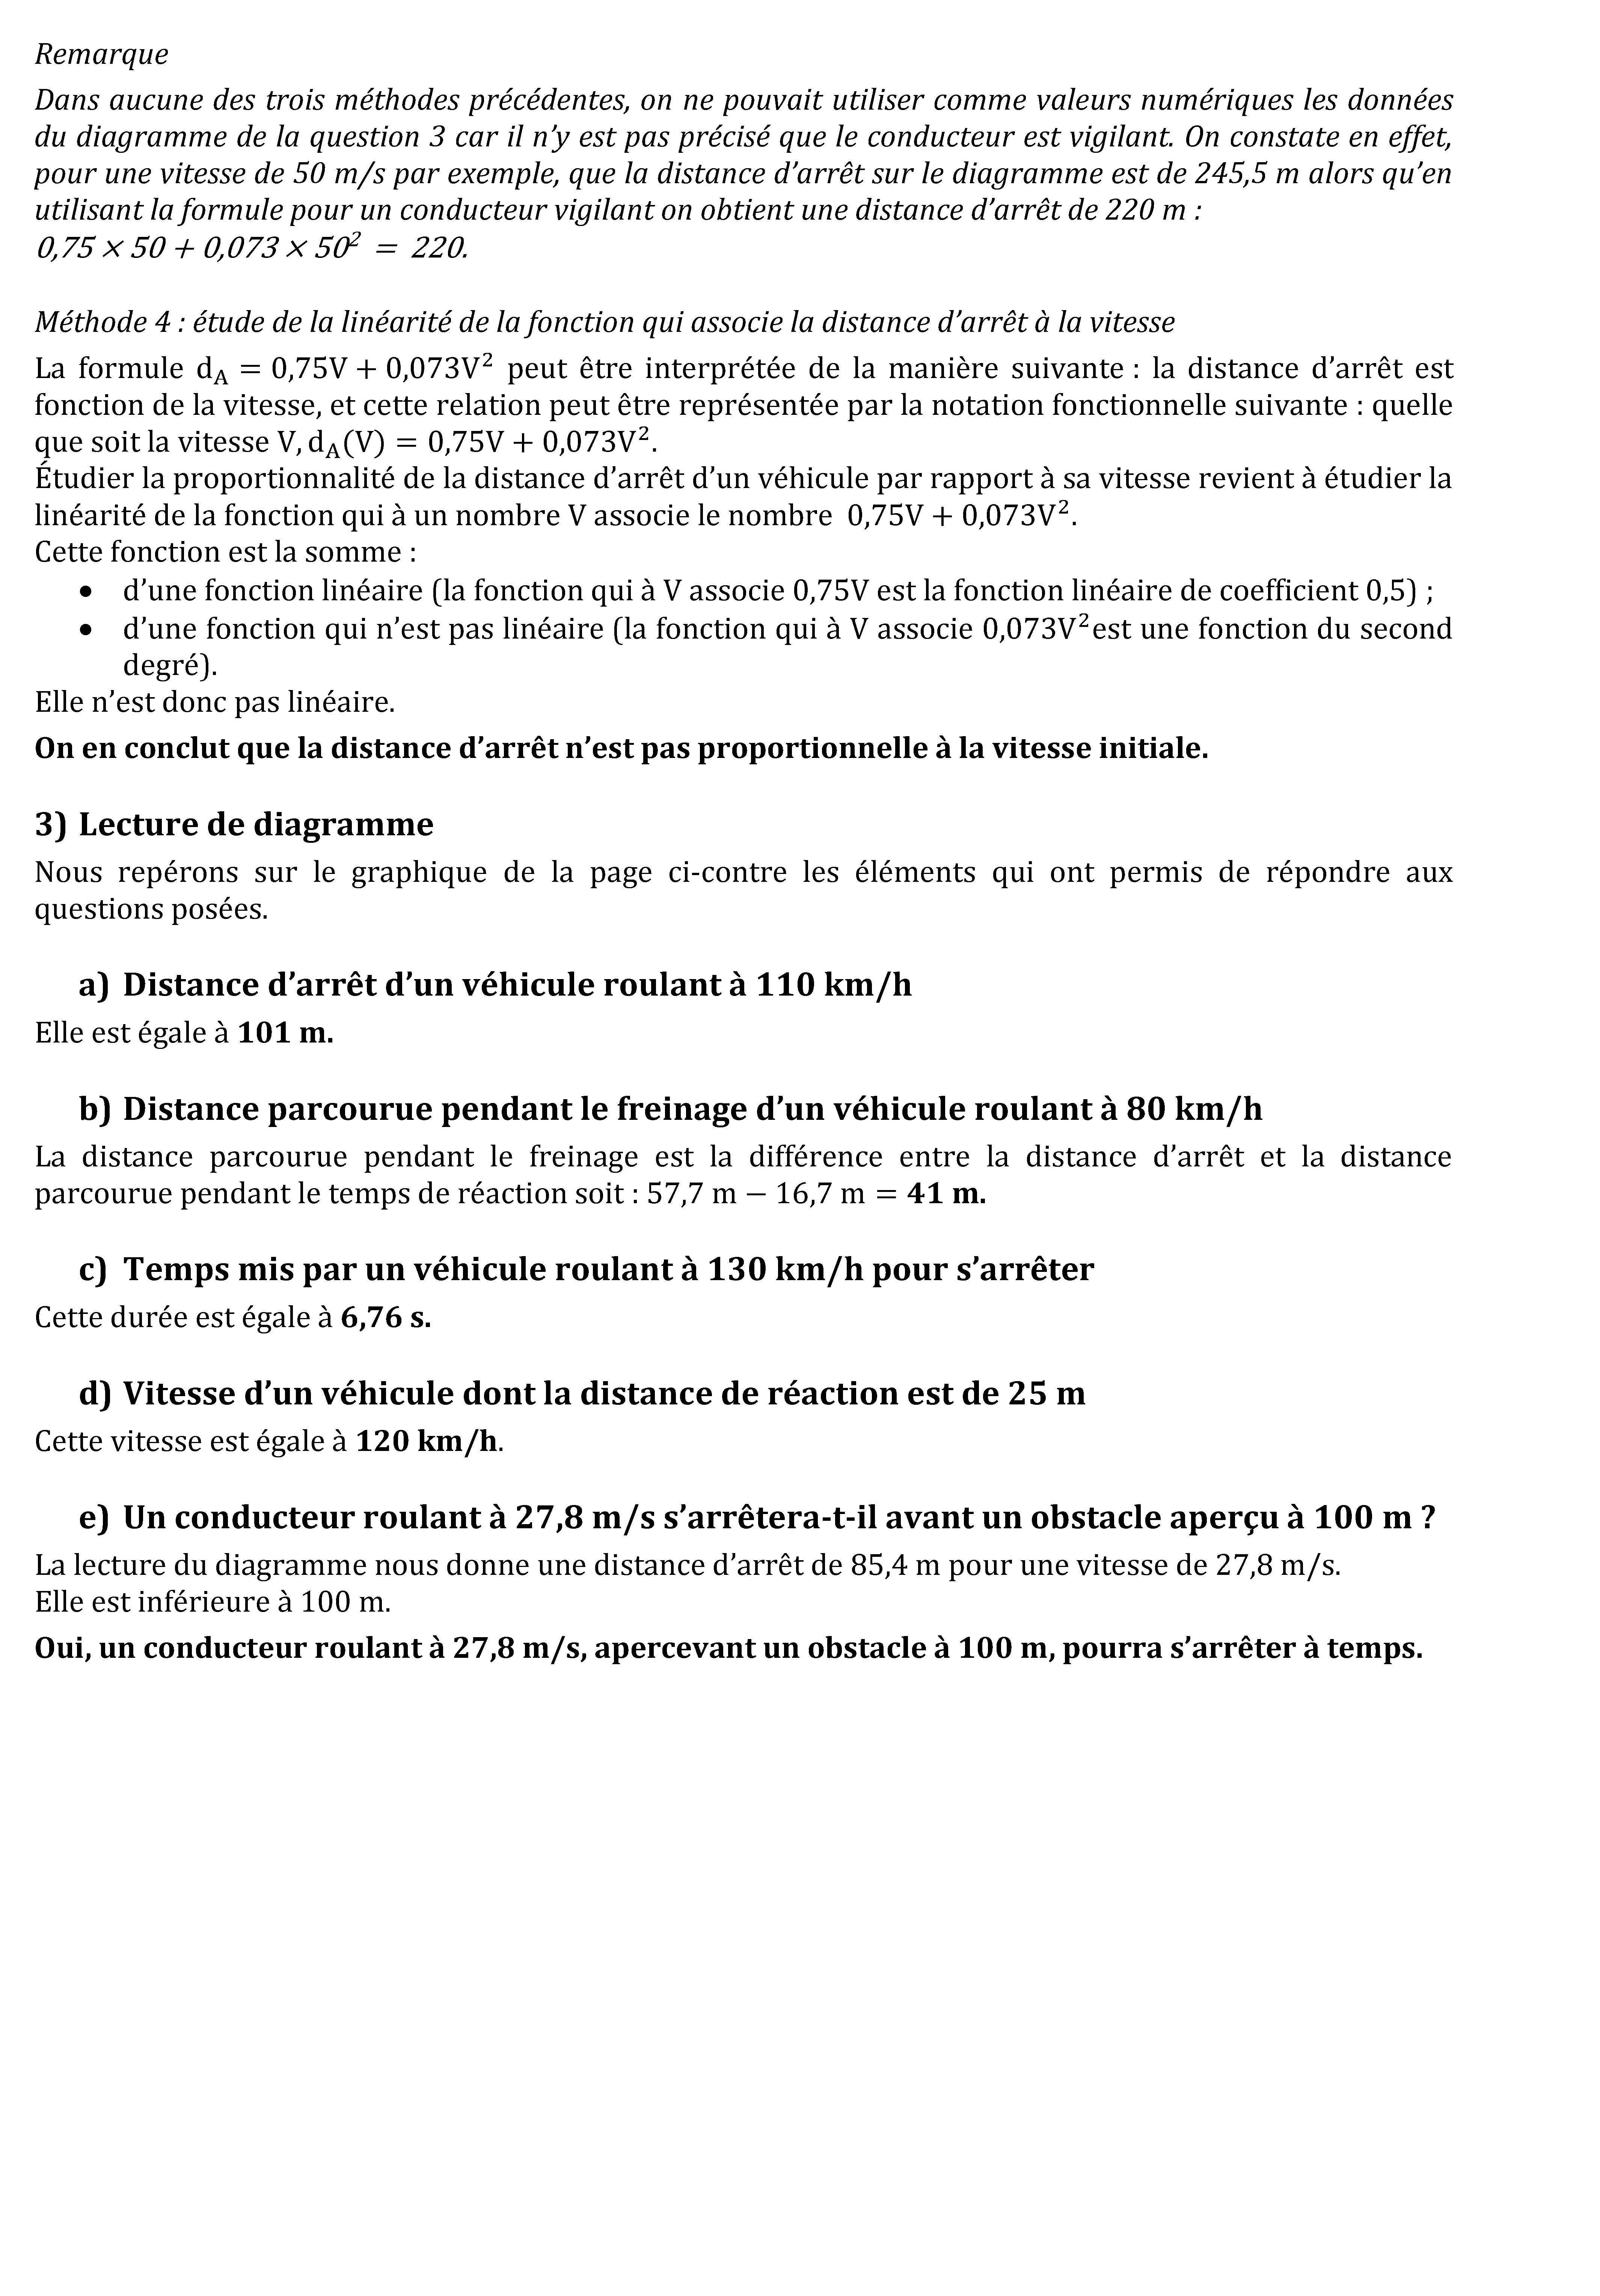 Remarque
Dans aucune des trois méthodes précédentes, on ne pouvait utiliser comme valeurs numériques les données
du diagramme de la question 3 car il n’y est pas précisé que le conducteur est vigilant. On constate en effet,
pour une vitesse de 50 m/s par exemple, que la distance d’arrêt sur le diagramme est de 245,5 m alors qu’en
utilisant la formule pour un conducteur vigilant on obtient une distance d’arrêt de 220 m :
0,75 × 50 + 0,073 × 50² = 220.
Méthode 4 : étude de la linéarité de la fonction qui associe la distance d’arrêt à la vitesse
La formule d_A = 0,75V + 0,073V² peut être interprétée de la manière suivante : la distance d’arrêt est
fonction de la vitesse, et cette relation peut être représentée par la notation fonctionnelle suivante : quelle
que soit la vitesse V, d_A(V) = 0,75V + 0,073V².
Étudier la proportionnalité de la distance d’arrêt d’un véhicule par rapport à sa vitesse revient à étudier la
linéarité de la fonction qui à un nombre V associe le nombre 0,75V + 0,073V².
Cette fonction est la somme :
• d’une fonction linéaire (la fonction qui à V associe 0,75V est la fonction linéaire de coefficient 0,5) ;
• d’une fonction qui n’est pas linéaire (la fonction qui à V associe 0,073V²est une fonction du second
degré).
Elle n’est donc pas linéaire.
On en conclut que la distance d’arrêt n’est pas proportionnelle à la vitesse initiale.
3) Lecture de diagramme
Nous repérons sur le graphique de la page ci-contre les éléments qui ont permis de répondre aux
questions posées.
a) Distance d’arrêt d’un véhicule roulant à 110 km/h
Elle est égale à 101 m.
b) Distance parcourue pendant le freinage d’un véhicule roulant à 80 km/h
La distance parcourue pendant le freinage est la différence entre la distance d’arrêt et la distance
parcourue pendant le temps de réaction soit : 57,7 m − 16,7 m = 41 m.
c) Temps mis par un véhicule roulant à 130 km/h pour s’arrêter
Cette durée est égale à 6,76 s.
d) Vitesse d’un véhicule dont la distance de réaction est de 25 m
Cette vitesse est égale à 120 km/h.
e) Un conducteur roulant à 27,8 m/s s’arrêtera-t-il avant un obstacle aperçu à 100 m ?
La lecture du diagramme nous donne une distance d’arrêt de 85,4 m pour une vitesse de 27,8 m/s.
Elle est inférieure à 100 m.
Oui, un conducteur roulant à 27,8 m/s, apercevant un obstacle à 100 m, pourra s’arrêter à temps.